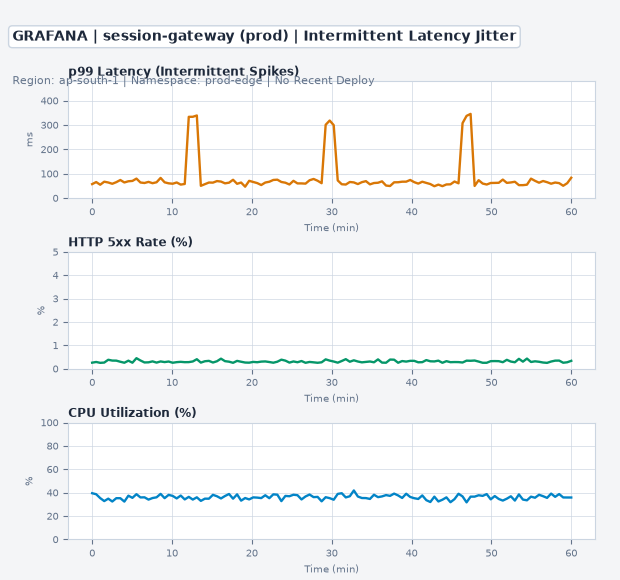 GRAFANA | session-gateway (prod) | Intermittent Latency Jitter
p99 Latency (Intermittent Spikes)
Region: ap-south-1 | Namespace: prod-edge | No Recent Deploy
400
300
200
100
0
ms
0 10 20 30 40 50 60
Time (min)
HTTP 5xx Rate (%)
5
4
3
2
1
0
%
0 10 20 30 40 50 60
Time (min)
CPU Utilization (%)
100
80
60
40
20
0
%
0 10 20 30 40 50 60
Time (min)